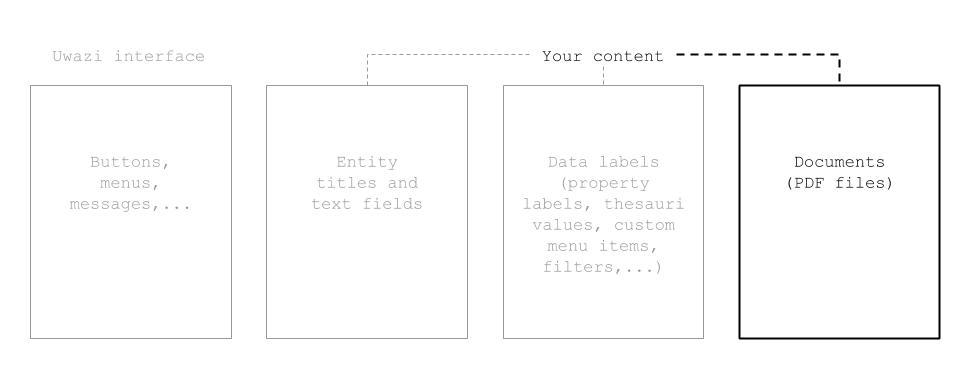 Uwazi interface
Your content
Buttons,
menus,
messages,...
Entity
titles and
text fields
Data labels
(property
labels, thesauri
values, custom
menu items,
filters,...)
Documents
(PDF files)